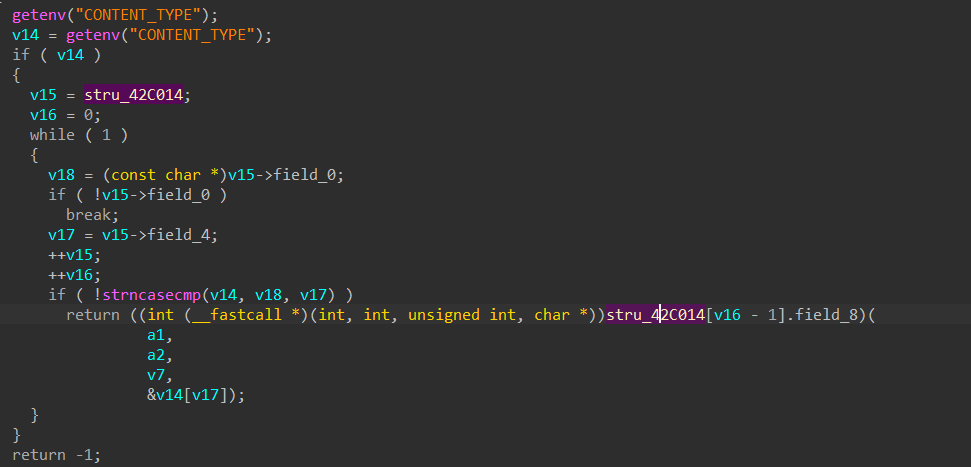 getenv("CONTENT_TYPE");
v14 = getenv("CONTENT_TYPE");
if ( v14 )
{
  v15 = stru_42C014;
  v16 = 0;
  while ( 1 )
  {
    v18 = (const char *)v15->field_0;
    if ( !v15->field_0 )
      break;
    v17 = v15->field_4;
    ++v15;
    ++v16;
    if ( !strncasecmp(v14, v18, v17) )
      return ((int (__fastcall *)(int, int, unsigned int, char *))stru_42C014[v16 - 1].field_8)(
               a1,
               a2,
               v7,
               &v14[v17]);
  }
}
return -1;